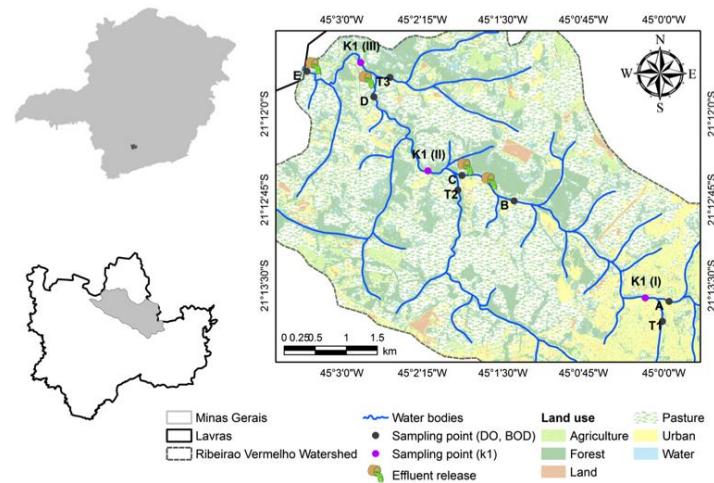 45°3'0"W 45°2'15"W 45°1'30"W 45°0'45"W 45°0'0"W
K1 (III)
N
W E
S
E
T3
D
21°12'0"S 21°12'0"S
K1 (II)
C
T2
B
21°12'45"S 21°12'45"S
K1 (I)
A
T1
21°13'30"S 21°13'30"S
0 0.25 0.5 1 1.5
km
45°3'0"W 45°2'15"W 45°1'30"W 45°0'45"W 45°0'0"W
Minas Gerais
Lavras
Ribeirao Vermelho Watershed
Water bodies
Sampling point (DO, BOD)
Sampling point (k1)
Effluent release
Land use
Agriculture
Forest
Land
Pasture
Urban
Water